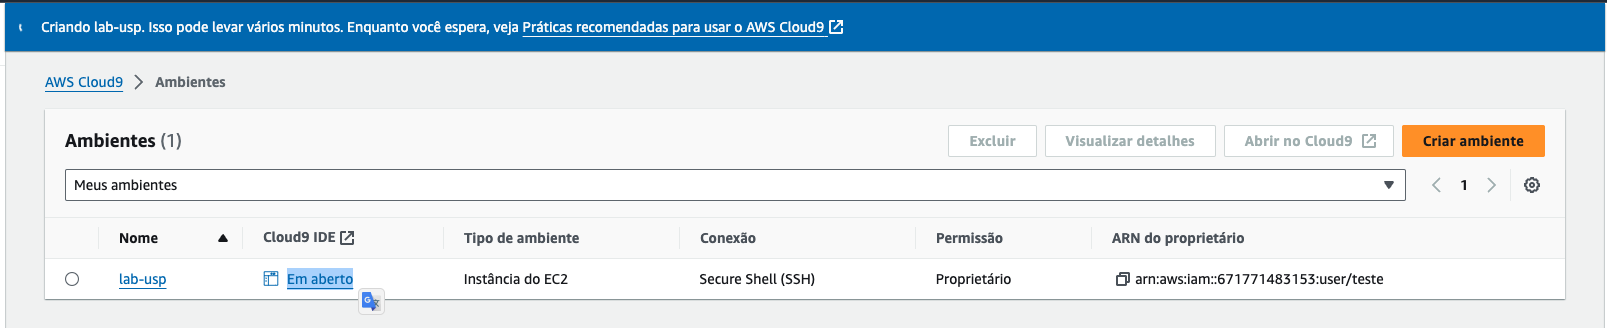 Criando lab-usp. Isso pode levar vários minutos. Enquanto você espera, veja Práticas recomendadas para usar o AWS Cloud9
AWS Cloud9 > Ambientes
Ambientes (1)
Excluir
Visualizar detalhes
Abrir no Cloud9
Criar ambiente
Meus ambientes
1
Nome Cloud9 IDE Tipo de ambiente Conexão Permissão ARN do proprietário
lab-usp Em aberto Instância do EC2 Secure Shell (SSH) Proprietário arn:aws:iam::671771483153:user/teste